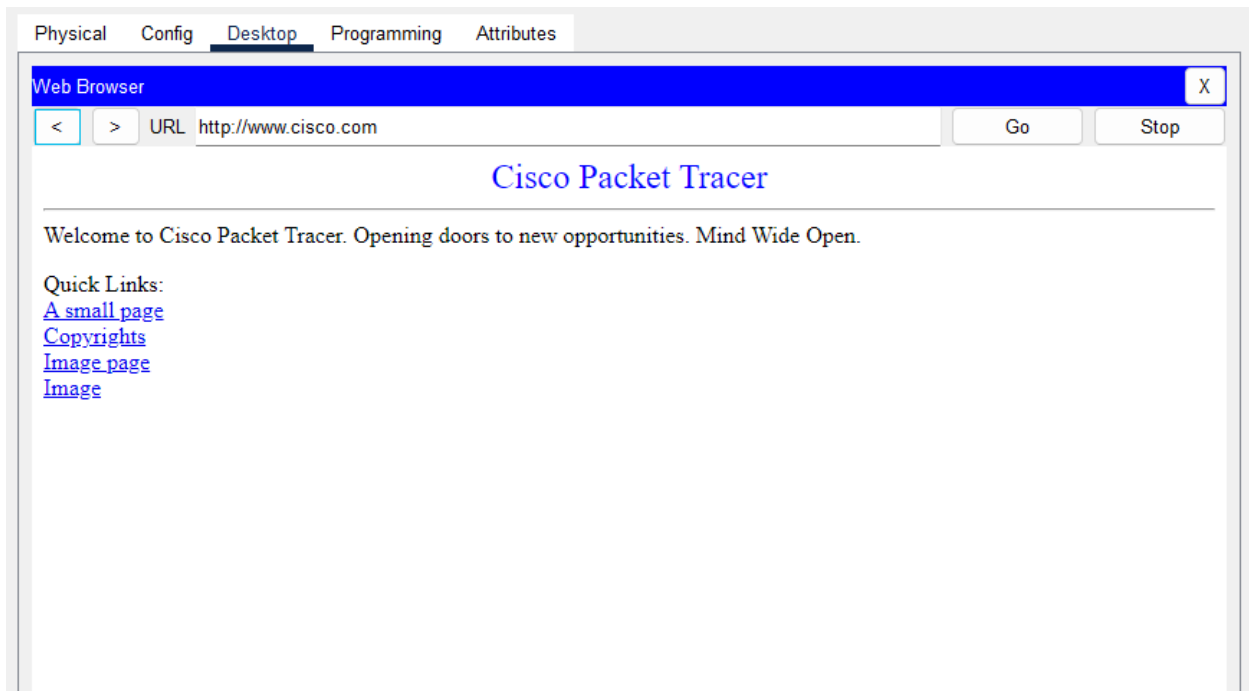 Physical Config Desktop Programming Attributes
Web Browser X
< > URL http://www.cisco.com Go Stop
Cisco Packet Tracer
Welcome to Cisco Packet Tracer. Opening doors to new opportunities. Mind Wide Open.
Quick Links:
A small page
Copyrights
Image page
Image